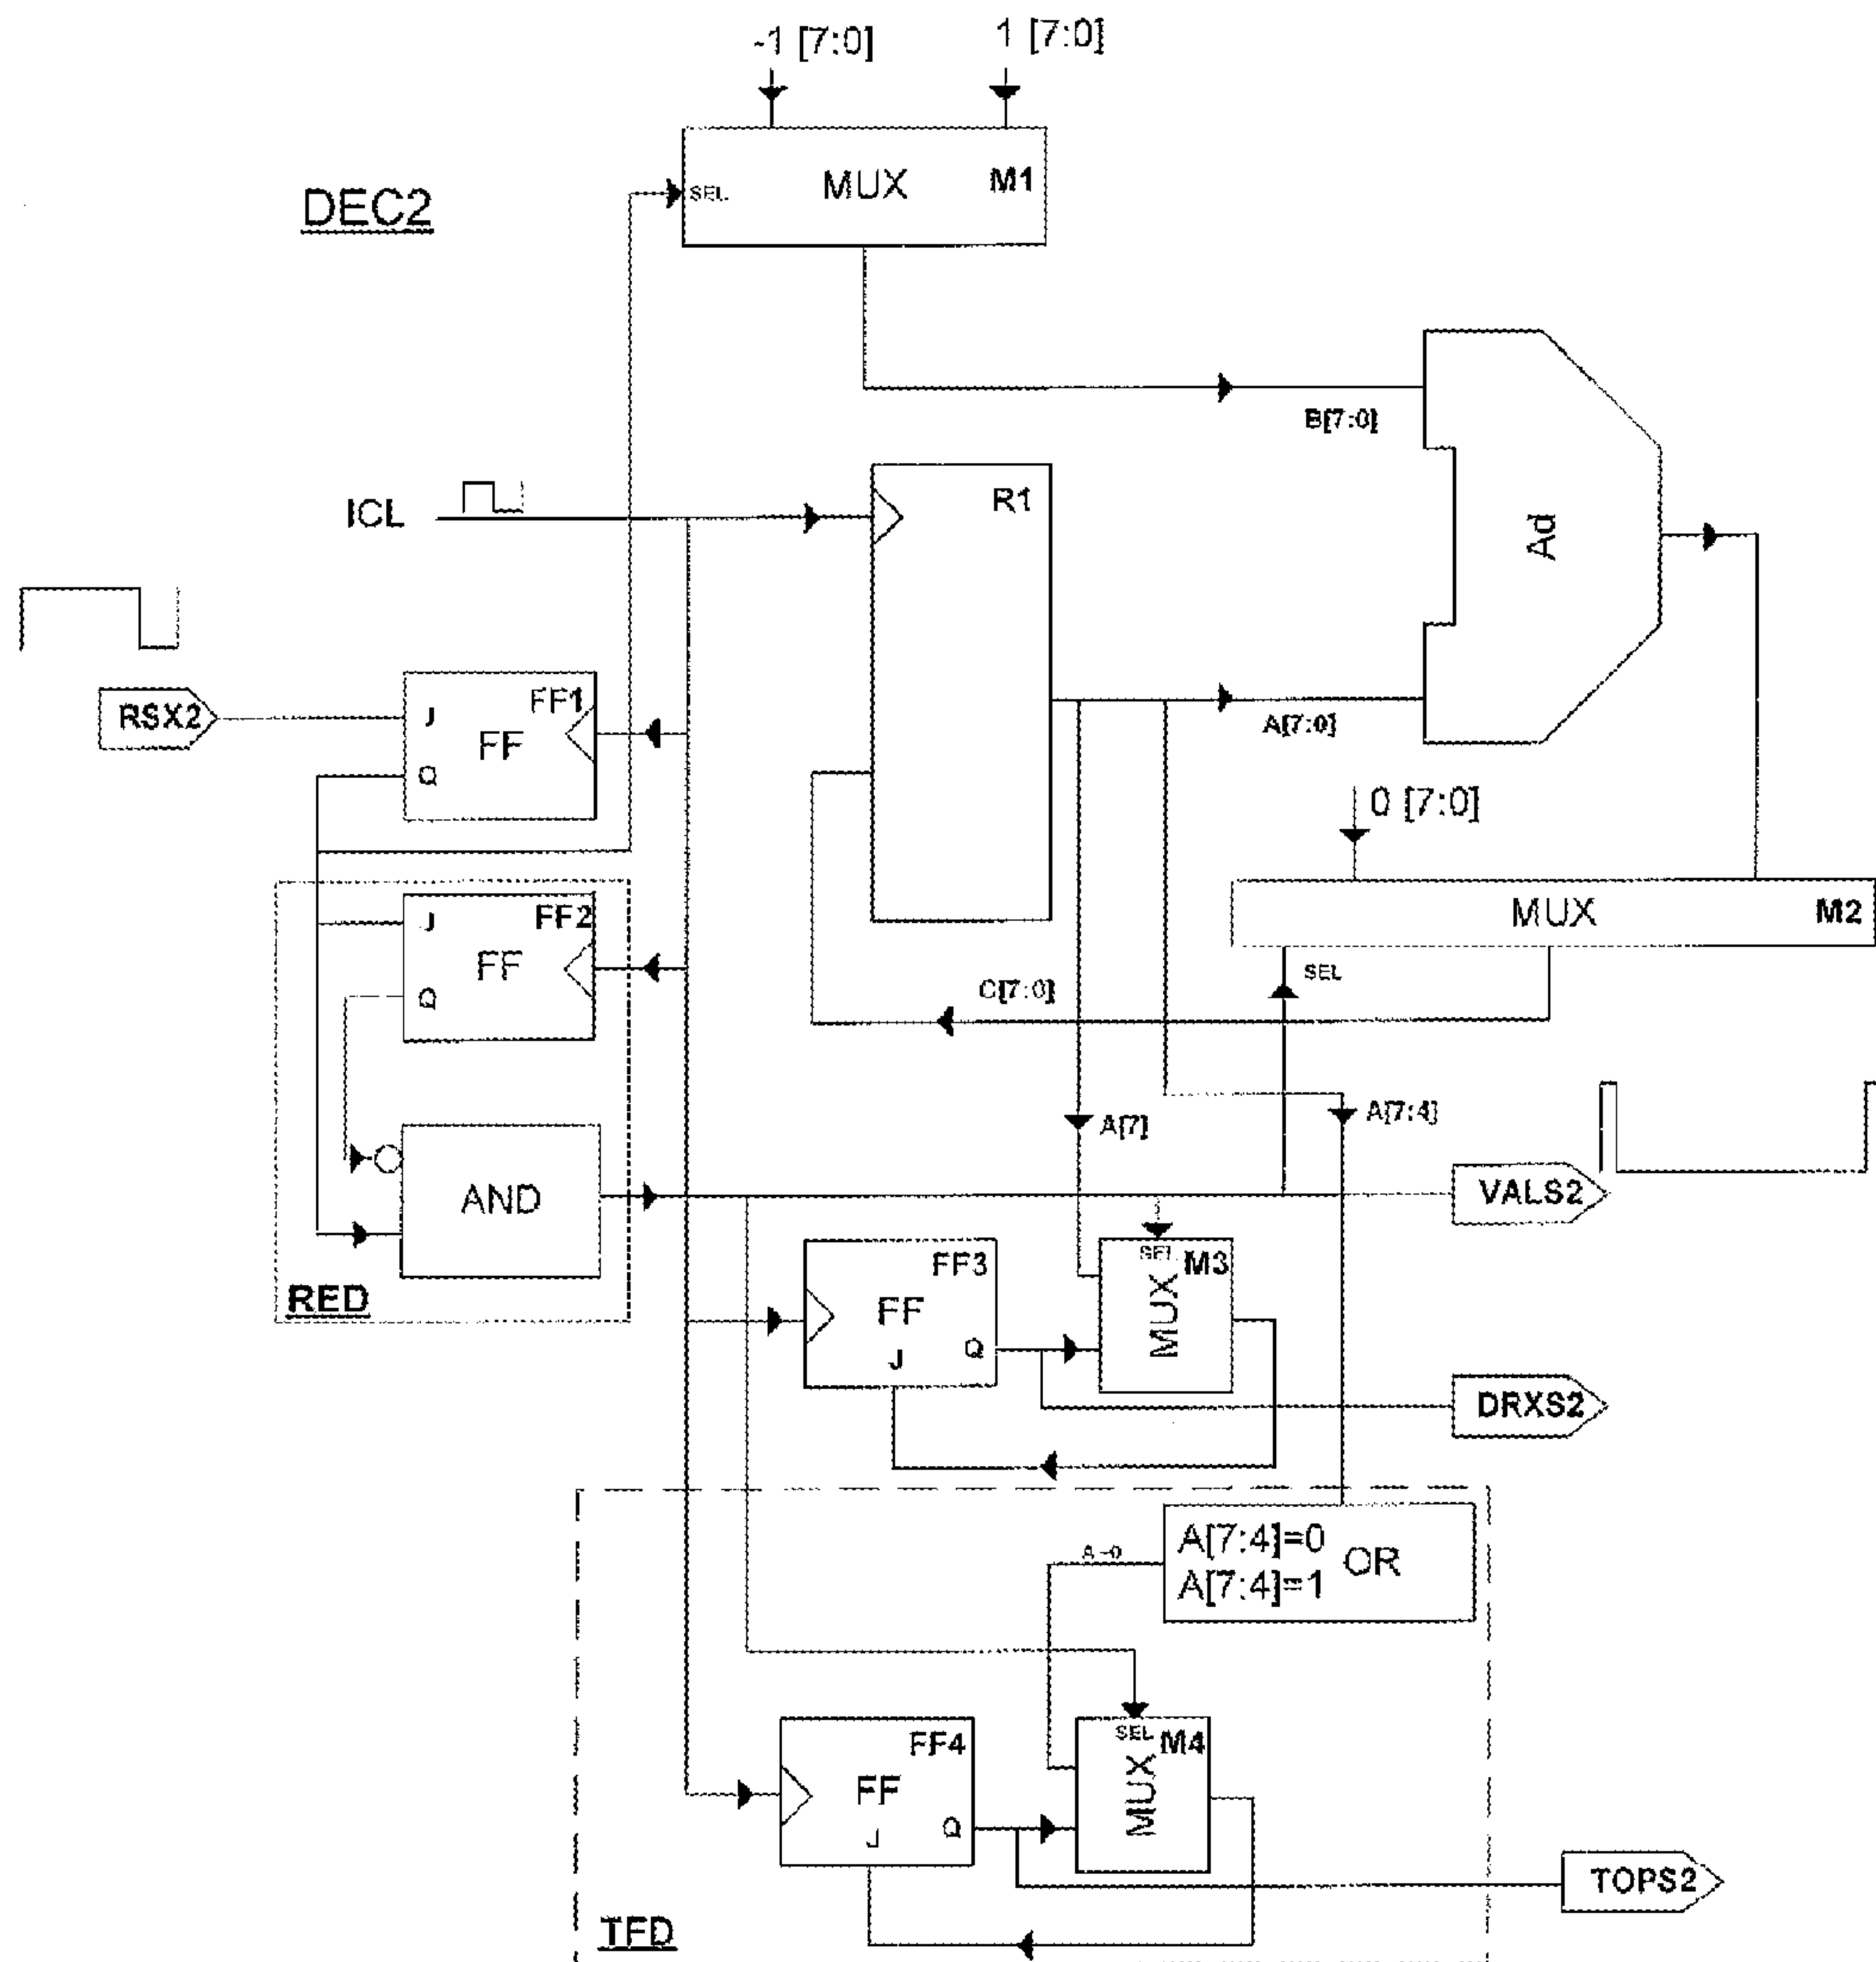 -1 [7:0]
1 [7:0]
SEL
MUX
M1
DEC2
B[7:0]
ICL
R1
Ad
RSX2
J
FF1
FF
Q
A[7:0]
0 [7:0]
J
FF2
FF
Q
MUX
M2
SEL
C[7:0]
A[7]
A[7:4]
AND
VALS2
RED
SEL
M3
MUX
FF3
FF
J
Q
DRXS2
A[7:4]=0
A[7:4]=1
OR
SEL
M4
MUX
FF4
FF
J
Q
TOPS2
TFD